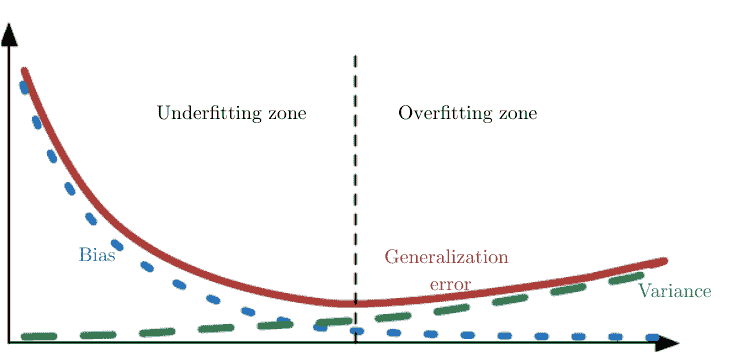 Underfitting zone
Overfitting zone
Bias
Generalization
error
Variance